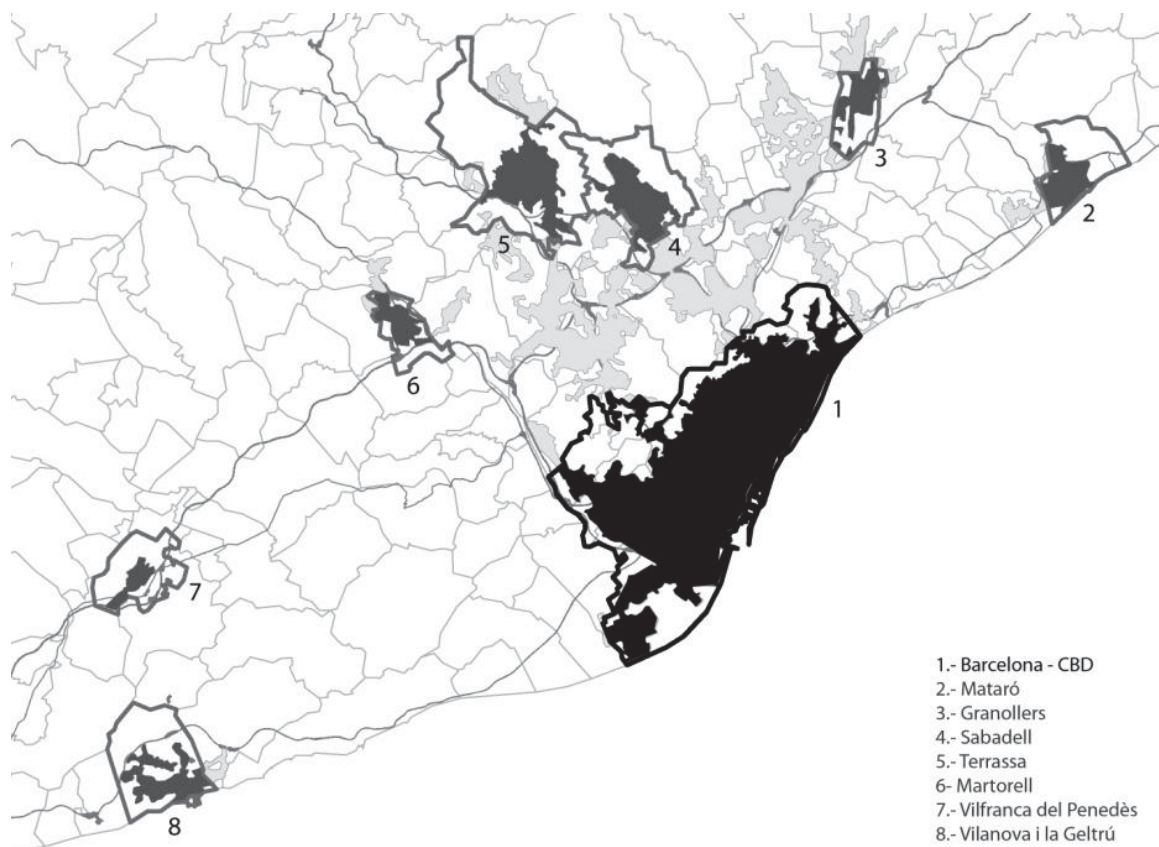 3
2
5
4
1
6
7
8
1.- Barcelona - CBD
2.- Mataró
3.- Granollers
4.- Sabadell
5.- Terrassa
6- Martorell
7.- Vilfranca del Penedès
8.- Vilanova i la Geltrú